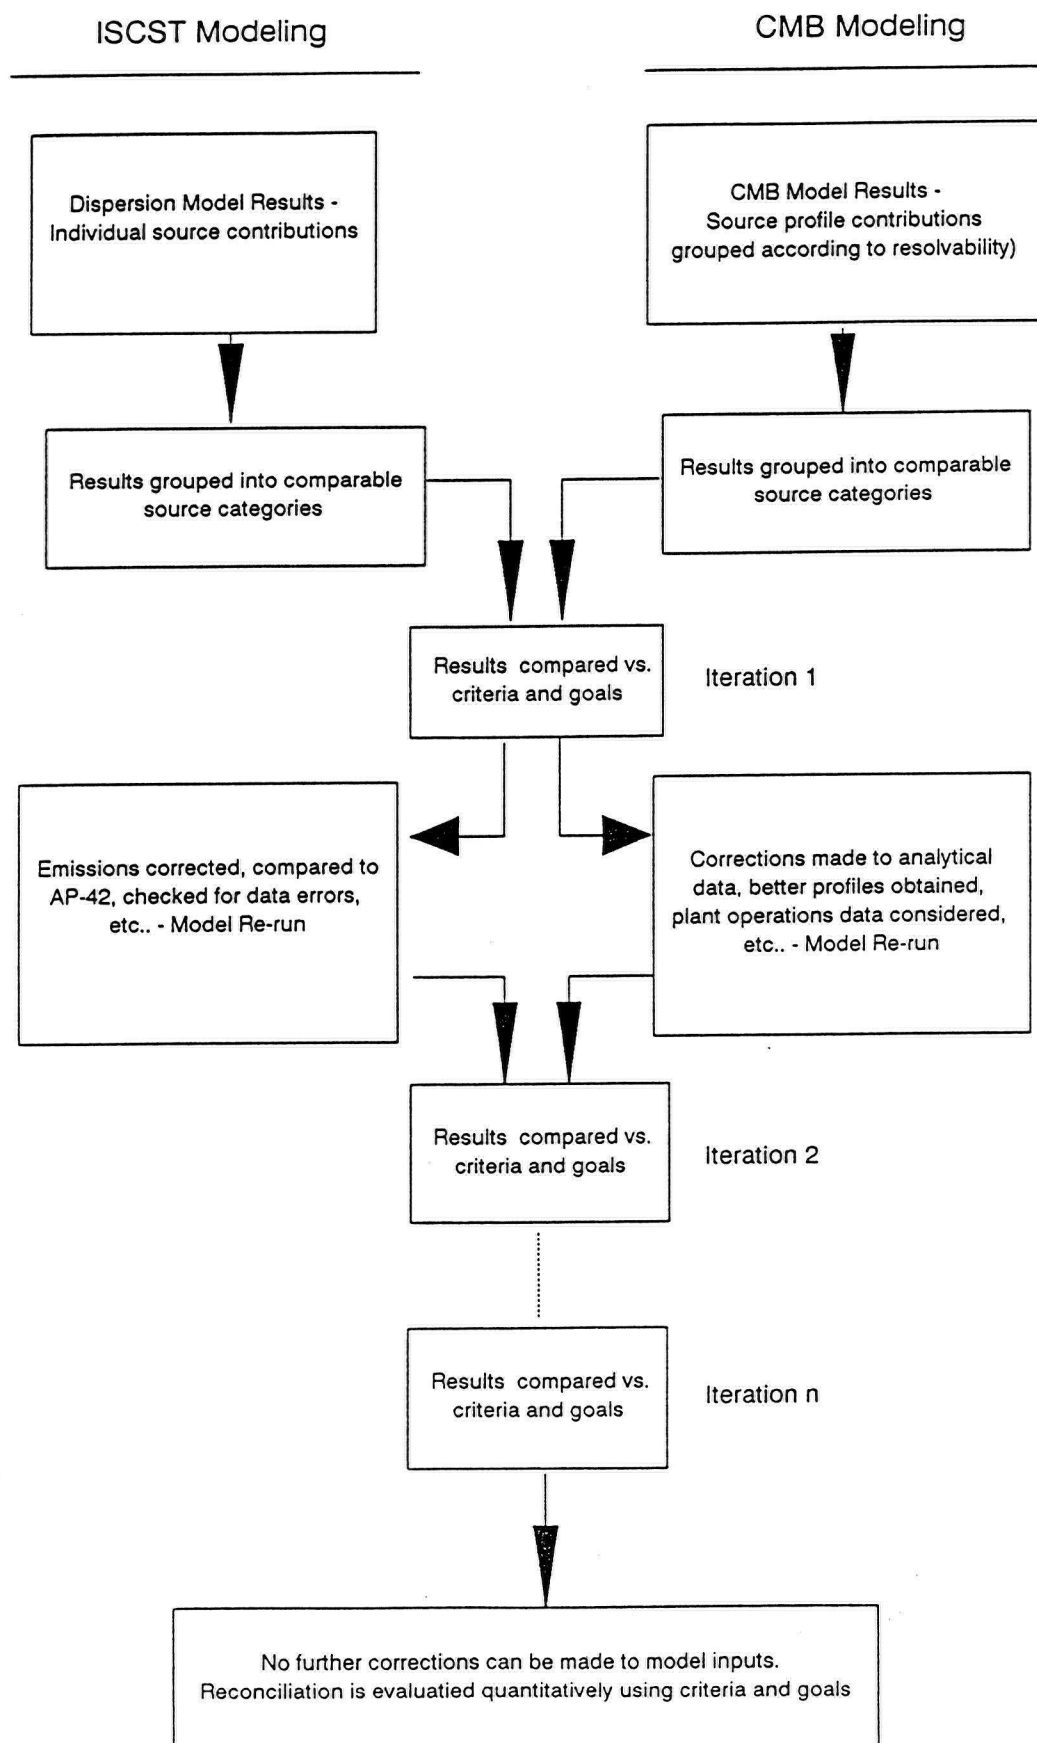 ISCST Modeling
CMB Modeling
Dispersion Model Results -
Individual source contributions
CMB Model Results -
Source profile contributions
grouped according to resolvability)
Results grouped into comparable
source categories
Results grouped into comparable
source categories
Results compared vs.
criteria and goals
Iteration 1
Emissions corrected, compared to
AP-42, checked for data errors,
etc.. - Model Re-run
Corrections made to analytical
data, better profiles obtained,
plant operations data considered,
etc.. - Model Re-run
Results compared vs.
criteria and goals
Iteration 2
Results compared vs.
criteria and goals
Iteration n
No further corrections can be made to model inputs.
Reconciliation is evaluatied quantitatively using criteria and goals